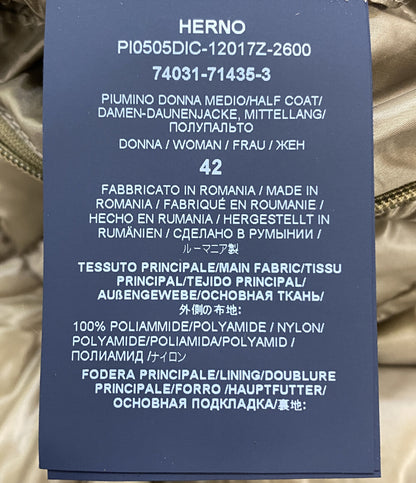 HERNO
PI0505DIC-12017Z-2600
74031-71435-3
PIUMINO DONNA MEDIO/HALF COAT/
DAMEN-DAUNENJACKE, MITTELLANG/
ПОЛУПАЛЬТО
DONNA / WOMAN / FRAU / ЖЕН
42
FABBRICATO IN ROMANIA / MADE IN
ROMANIA / FABRIQUÉ EN ROUMANIE /
HECHO EN RUMANIA / HERGESTELLT IN
RUMÄNIEN / СДЕЛАНО В РУМЫНИИ /
ルーマニア製
TESSUTO PRINCIPALE/MAIN FABRIC/TISSU
PRINCIPAL/TEJIDO PRINCIPAL/
AUßENGEWEBE/ОСНОВНАЯ ТКАНЬ/
外側の布地:
100% POLIAMMIDE/POLYAMIDE / NYLON/
POLYAMIDE/POLIAMIDA/POLYAMID /
ПОЛИАМИД /ナイロン
FODERA PRINCIPALE/LINING/DOUBLURE
PRINCIPALE/FORRO /HAUPTFUTTER/
ОСНОВНАЯ ПОДКЛАДКА/裏地: